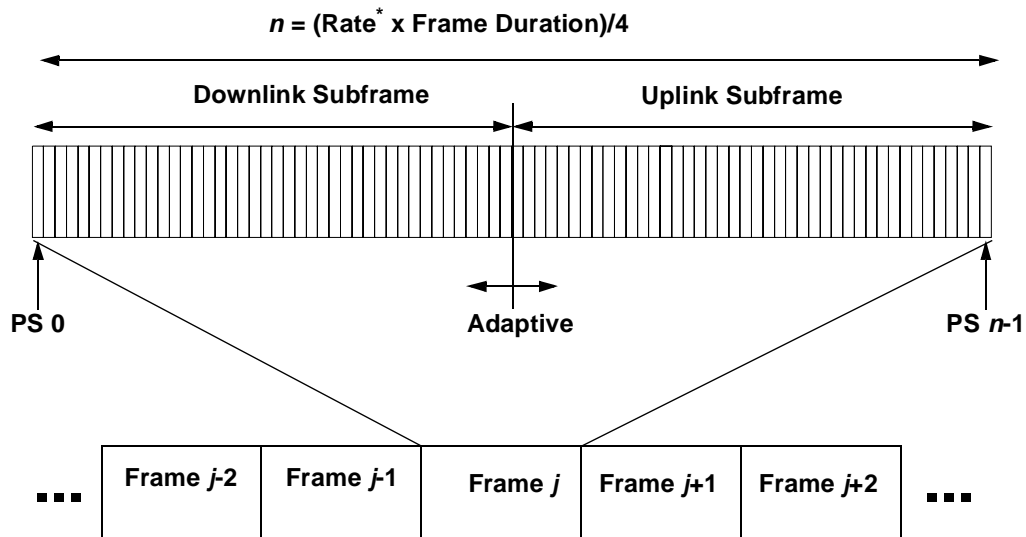 n = (Rate* x Frame Duration)/4
Downlink Subframe
Uplink Subframe
PS 0
Adaptive
PS n-1
Frame j-2
Frame j-1
Frame j
Frame j+1
Frame j+2